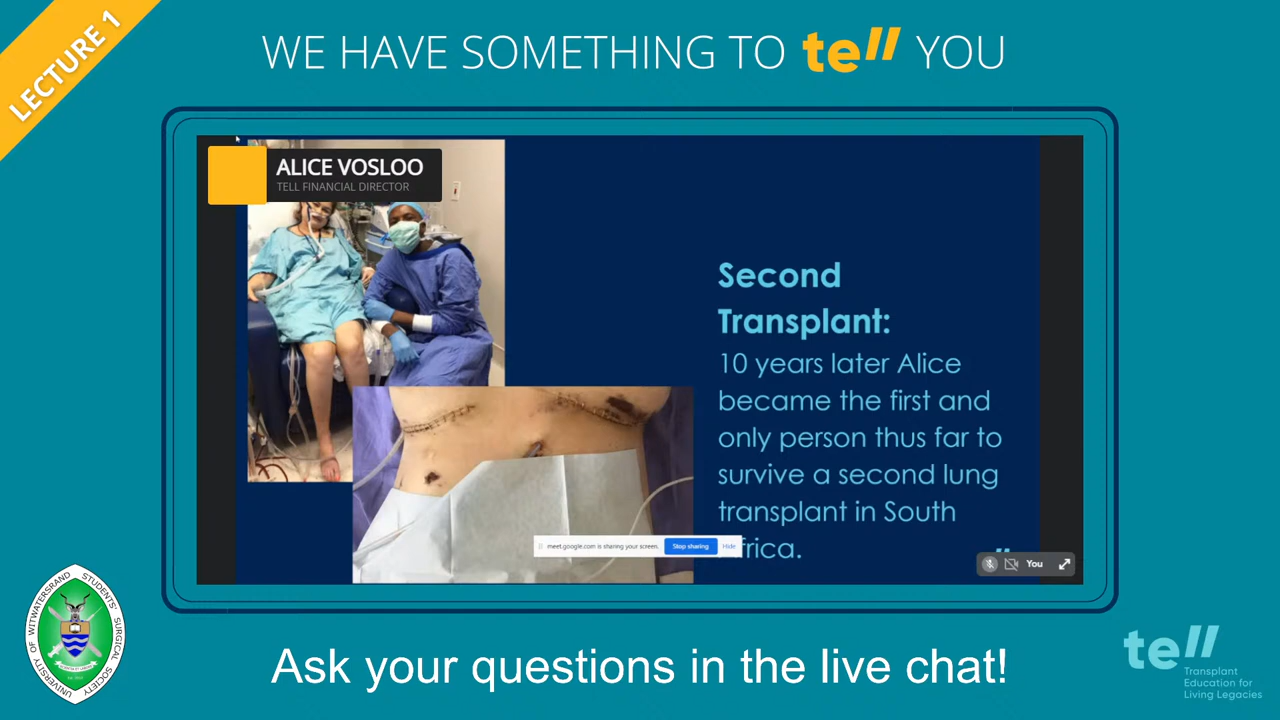 LECTURE 1
WE HAVE SOMETHING TO tell YOU
ALICE VOSLOO
TELL FINANCIAL DIRECTOR
Second
Transplant:
10 years later Alice
became the first and
only person thus far to
survive a second lung
transplant in South
frica.
meet.google.com is sharing your screen.
Stop sharing
Hide
You
UNIVERSITY OF WITWATERSRAND STUDENTS' SURGICAL SOCIETY
Ask your questions in the live chat!
tell
Transplant
Education for
Living Legacies